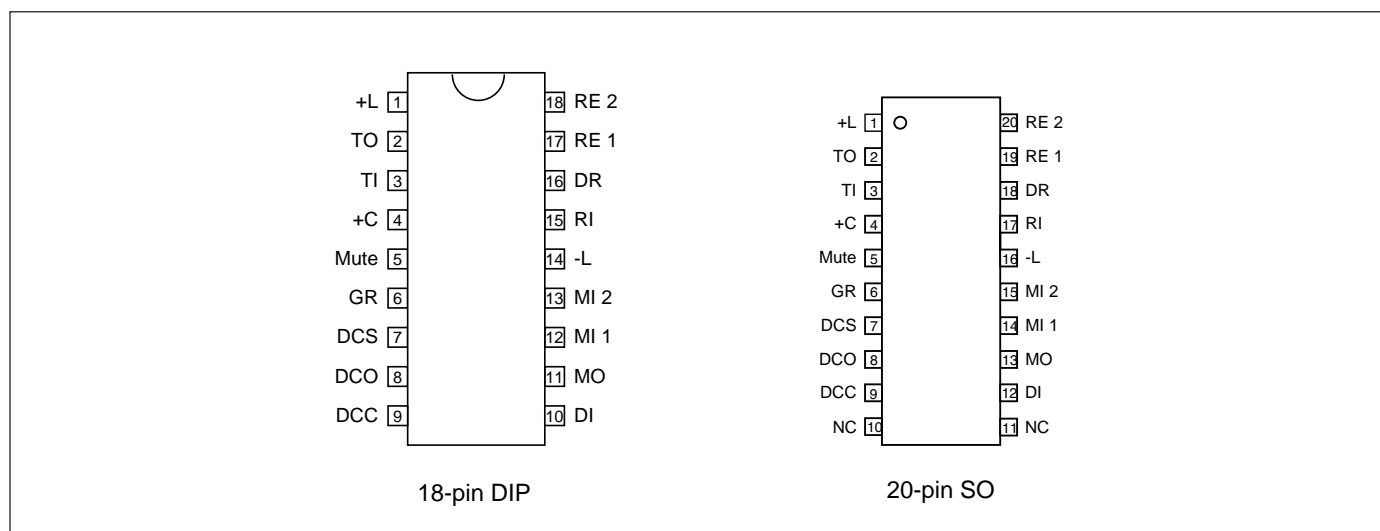 +L 1 18 RE 2
TO 2 17 RE 1
TI 3 16 DR
+C 4 15 RI
Mute 5 14 -L
GR 6 13 MI 2
DCS 7 12 MI 1
DCO 8 11 MO
DCC 9 10 DI
18-pin DIP
+L 1 20 RE 2
TO 2 19 RE 1
TI 3 18 DR
+C 4 17 RI
Mute 5 16 -L
GR 6 15 MI 2
DCS 7 14 MI 1
DCO 8 13 MO
DCC 9 12 DI
NC 10 11 NC
20-pin SO